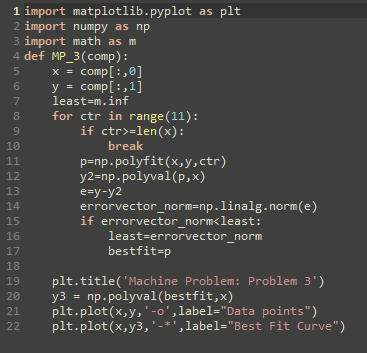 1 import matplotlib.pyplot as plt
2 import numpy as np
3 import math as m
4 def MP_3(comp):
5     x = comp[:,0]
6     y = comp[:,1]
7     least=m.inf
8     for ctr in range(11):
9         if ctr>=len(x):
10             break
11         p=np.polyfit(x,y,ctr)
12         y2=np.polyval(p,x)
13         e=y-y2
14         errorvector_norm=np.linalg.norm(e)
15         if errorvector_norm<least:
16             least=errorvector_norm
17             bestfit=p
18
19     plt.title('Machine Problem: Problem 3')
20     y3 = np.polyval(bestfit,x)
21     plt.plot(x,y,'-o',label="Data points")
22     plt.plot(x,y3,'-*',label="Best Fit Curve")